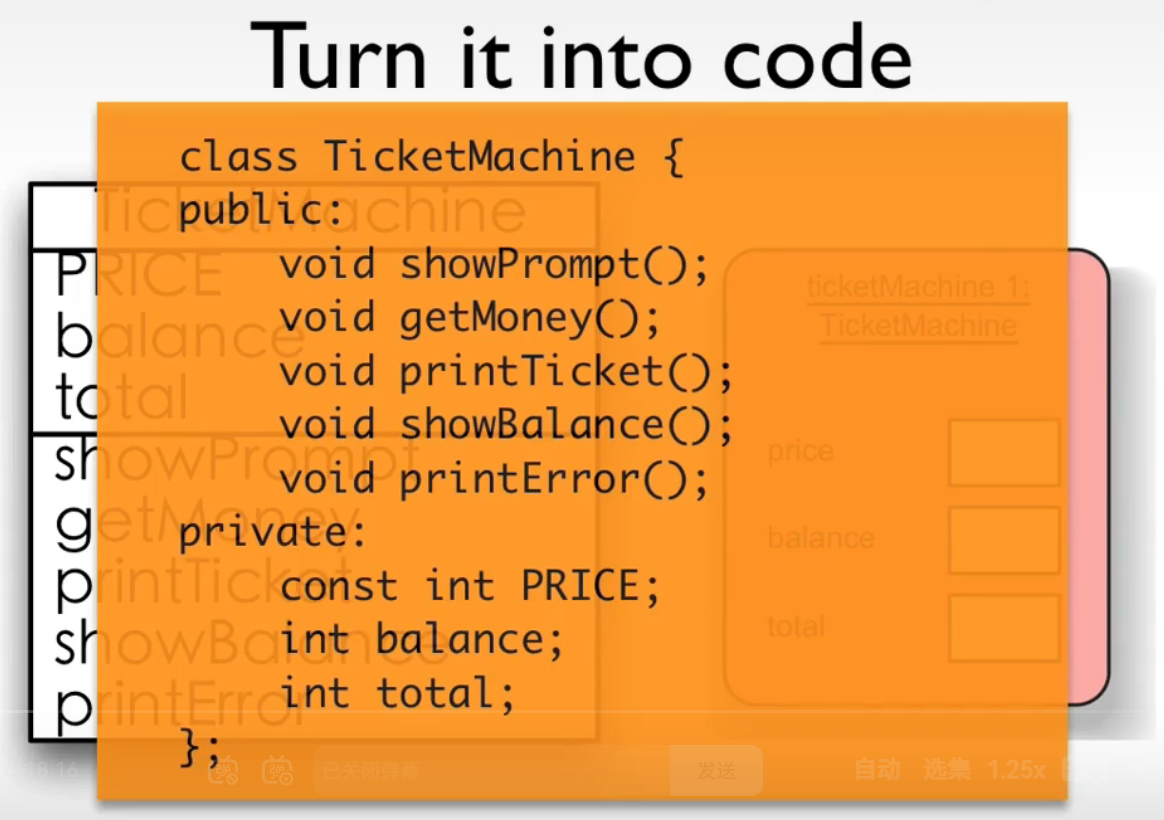 Turn it into code
class TicketMachine {
public:
void showPrompt();
void getMoney();
void printTicket();
void showBalance();
void printError();
private:
const int PRICE;
int balance;
int total;
};
TicketMachine
PRICE
balance
total
showPrompt
getMoney
printTicket
showBalance
printError
ticketMachine 1:
TicketMachine
price
balance
total
18:16
已关闭弹幕
发送
自动 选集 1.25x